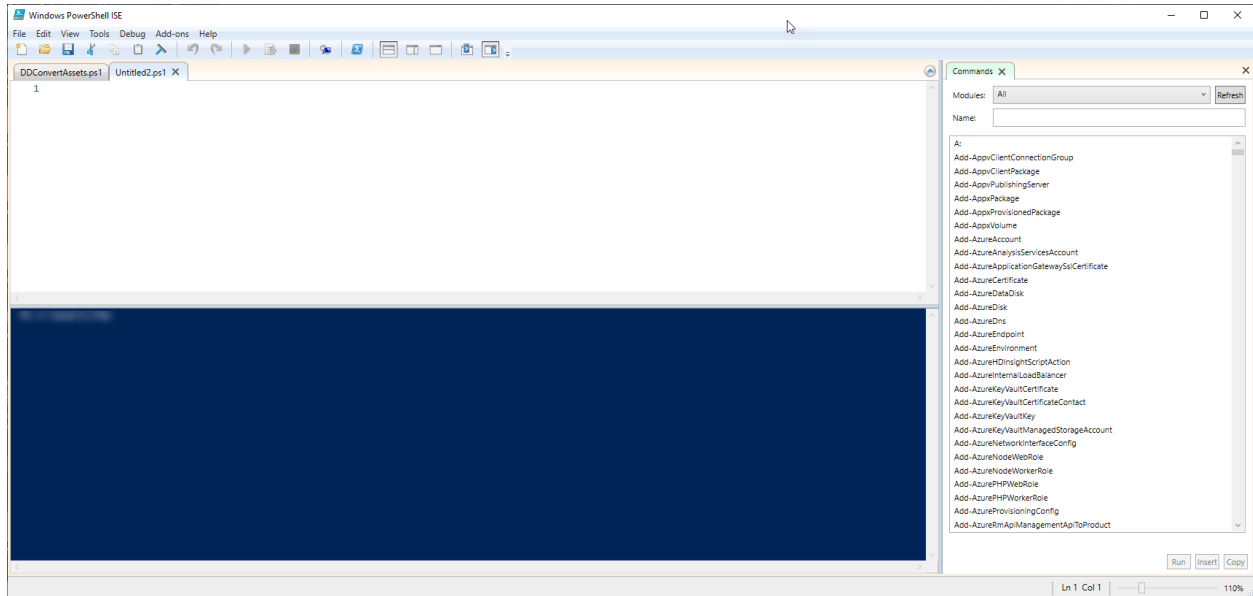 Windows PowerShell ISE
File Edit View Tools Debug Add-ons Help
DDConvertAssets.ps1 Untitled2.ps1 X
1
Commands X
Modules: All Refresh
Name:
A:
Add-AppvClientConnectionGroup
Add-AppvClientPackage
Add-AppvPublishingServer
Add-AppxPackage
Add-AppxProvisionedPackage
Add-AppxVolume
Add-AzureAccount
Add-AzureAnalysisServicesAccount
Add-AzureApplicationGatewaySslCertificate
Add-AzureCertificate
Add-AzureDataDisk
Add-AzureDisk
Add-AzureDns
Add-AzureEndpoint
Add-AzureEnvironment
Add-AzureHDInsightScriptAction
Add-AzureInternalLoadBalancer
Add-AzureKeyVaultCertificate
Add-AzureKeyVaultCertificateContact
Add-AzureKeyVaultKey
Add-AzureKeyVaultManagedStorageAccount
Add-AzureNetworkInterfaceConfig
Add-AzureNodeWebRole
Add-AzureNodeWorkerRole
Add-AzurePHPWebRole
Add-AzurePHPWorkerRole
Add-AzureProvisioningConfig
Add-AzureRmApiManagementApiToProduct
Run Insert Copy
Ln 1 Col 1 110%